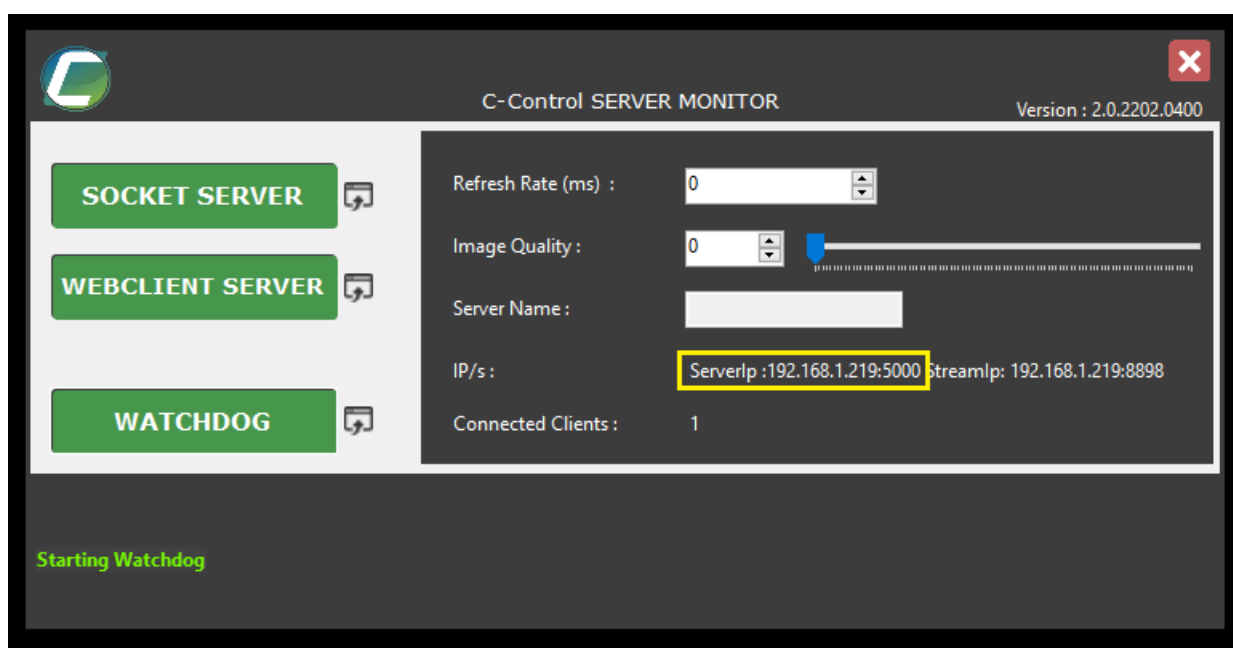 C-Control SERVER MONITOR
Version : 2.0.2202.0400
SOCKET SERVER
WEBCLIENT SERVER
WATCHDOG
Refresh Rate (ms) : 0
Image Quality : 0
Server Name :
IP/s : ServerIp :192.168.1.219:5000 StreamIp: 192.168.1.219:8898
Connected Clients : 1
Starting Watchdog